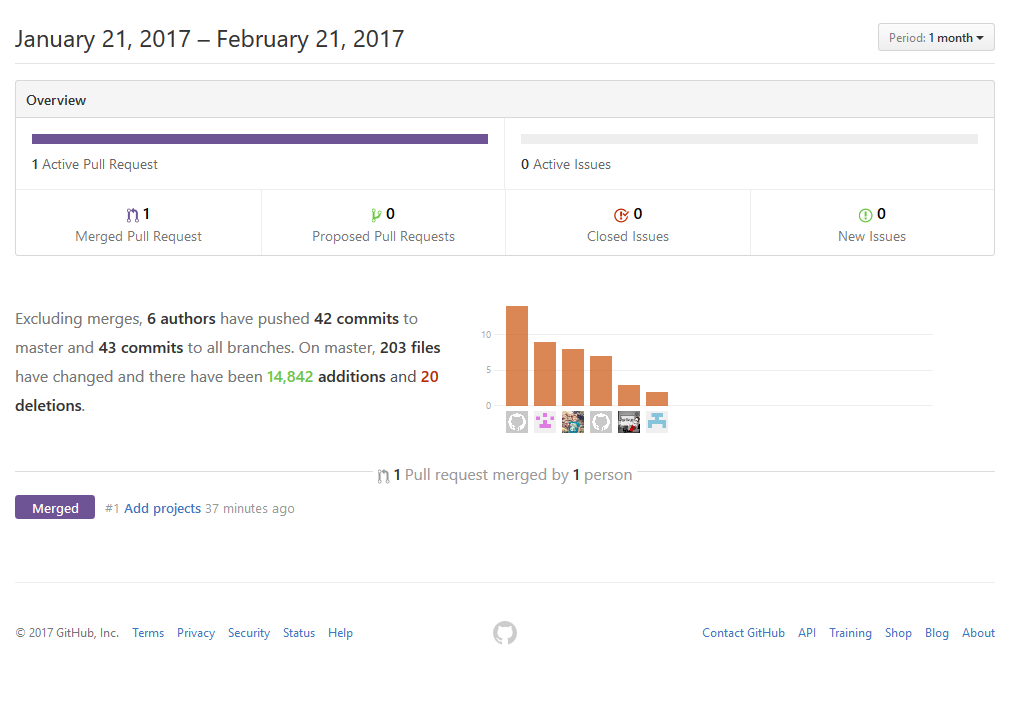 January 21, 2017 – February 21, 2017
Period: 1 month
Overview
1 Active Pull Request
0 Active Issues
1
Merged Pull Request
0
Proposed Pull Requests
0
Closed Issues
0
New Issues
Excluding merges, 6 authors have pushed 42 commits to
master and 43 commits to all branches. On master, 203 files
have changed and there have been 14,842 additions and 20
deletions.
10
5
0
1 Pull request merged by 1 person
Merged #1 Add projects 37 minutes ago
© 2017 GitHub, Inc. Terms Privacy Security Status Help
Contact GitHub API Training Shop Blog About